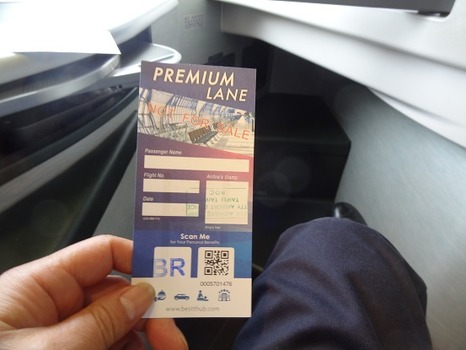 PREMIUM
LANE
NOT FOR SALE
Passenger Name
Flight No.
Airline's Stamp
Date
Scan Me
for Your Personal Benefits
BR
0005701476
www.bestthub.com